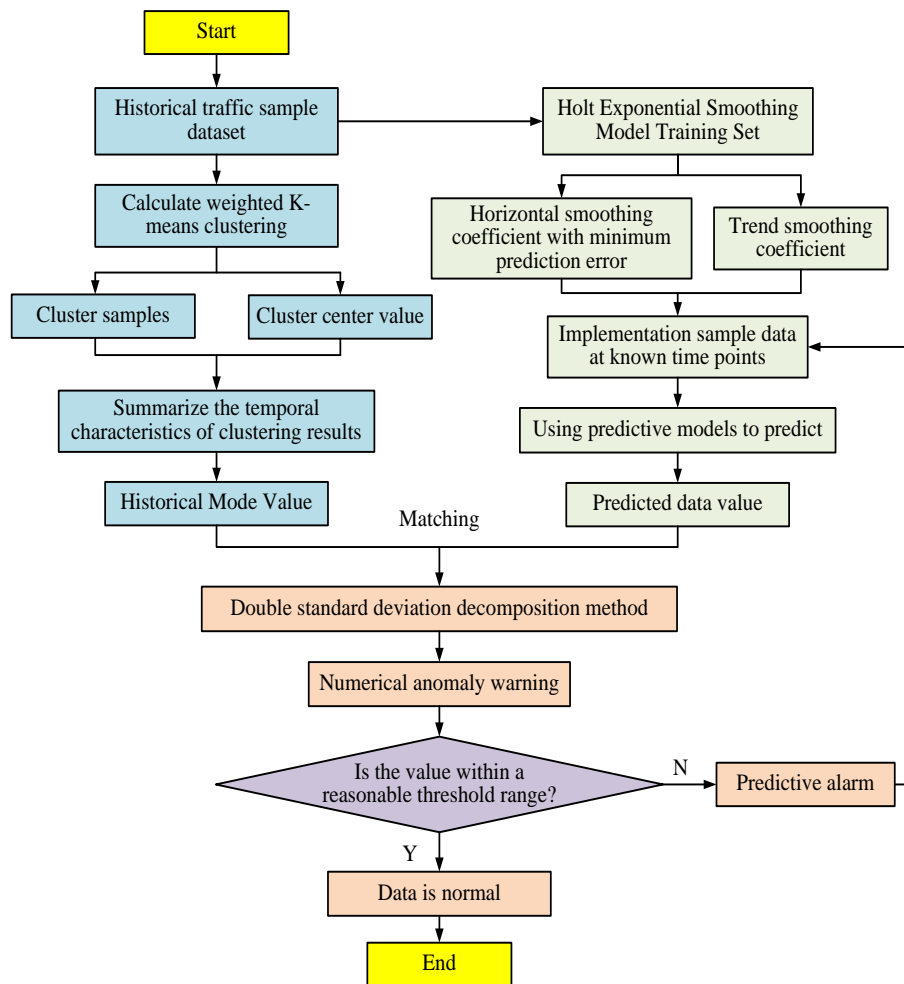 Start
Historical traffic sample
dataset
Holt Exponential Smoothing
Model Training Set
Calculate weighted K-
means clustering
Horizontal smoothing
coefficient with minimum
prediction error
Trend smoothing
coefficient
Cluster samples
Cluster center value
Implementation sample data
at known time points
Summarize the temporal
characteristics of clustering results
Using predictive models to predict
Historical Mode Value
Predicted data value
Matching
Double standard deviation decomposition method
Numerical anomaly warning
Is the value within a
reasonable threshold range?
N
Predictive alarm
Y
Data is normal
End